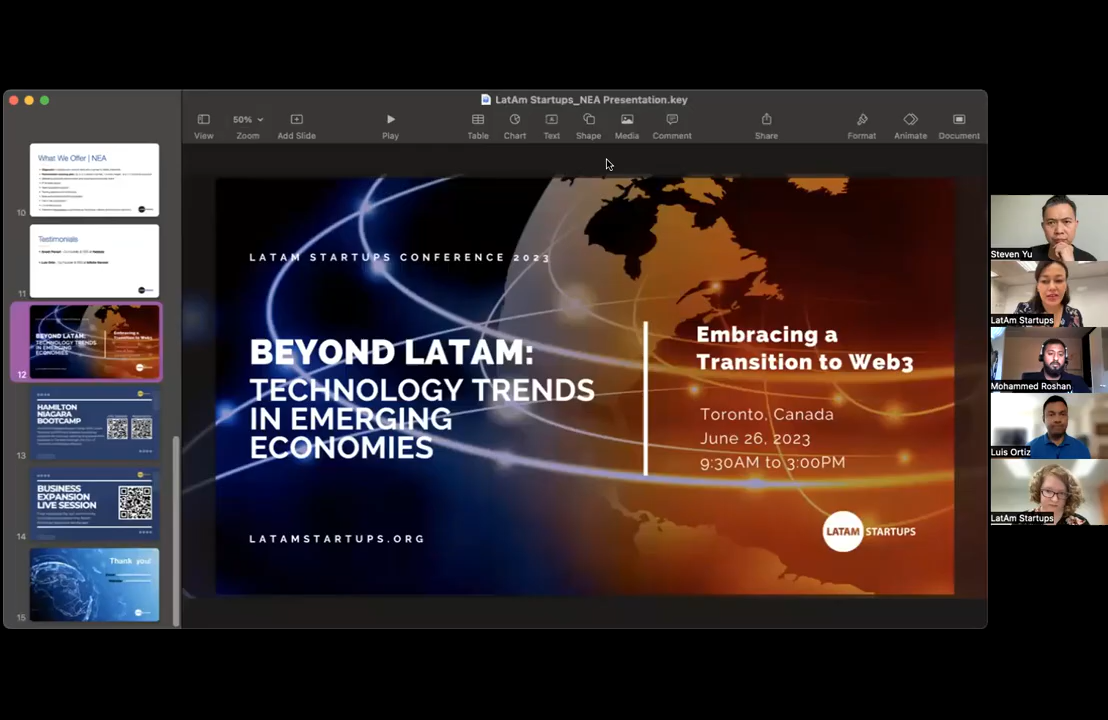 LatAm Startups_NEA Presentation.key
50%
View
Zoom
Add Slide
Play
Table
Chart
Text
Shape
Media
Comment
Share
Format
Animate
Document
What We Offer | NEA
10
Testimonials
11
BEYOND LATAM:
TECHNOLOGY TRENDS
IN EMERGING
ECONOMIES
Embracing a
Transition to Web3
12
HAMILTON
NIAGARA
BOOTCAMP
13
BUSINESS
EXPANSION
LIVE SESSION
14
Thank you!
15
LATAM STARTUPS CONFERENCE 2023
BEYOND LATAM:
TECHNOLOGY TRENDS
IN EMERGING
ECONOMIES
LATAMSTARTUPS.ORG
Embracing a
Transition to Web3
Toronto, Canada
June 26, 2023
9:30AM to 3:00PM
LATAM STARTUPS
Steven Yu
LatAm Startups
Mohammed Roshan
Luis Ortiz
LatAm Startups